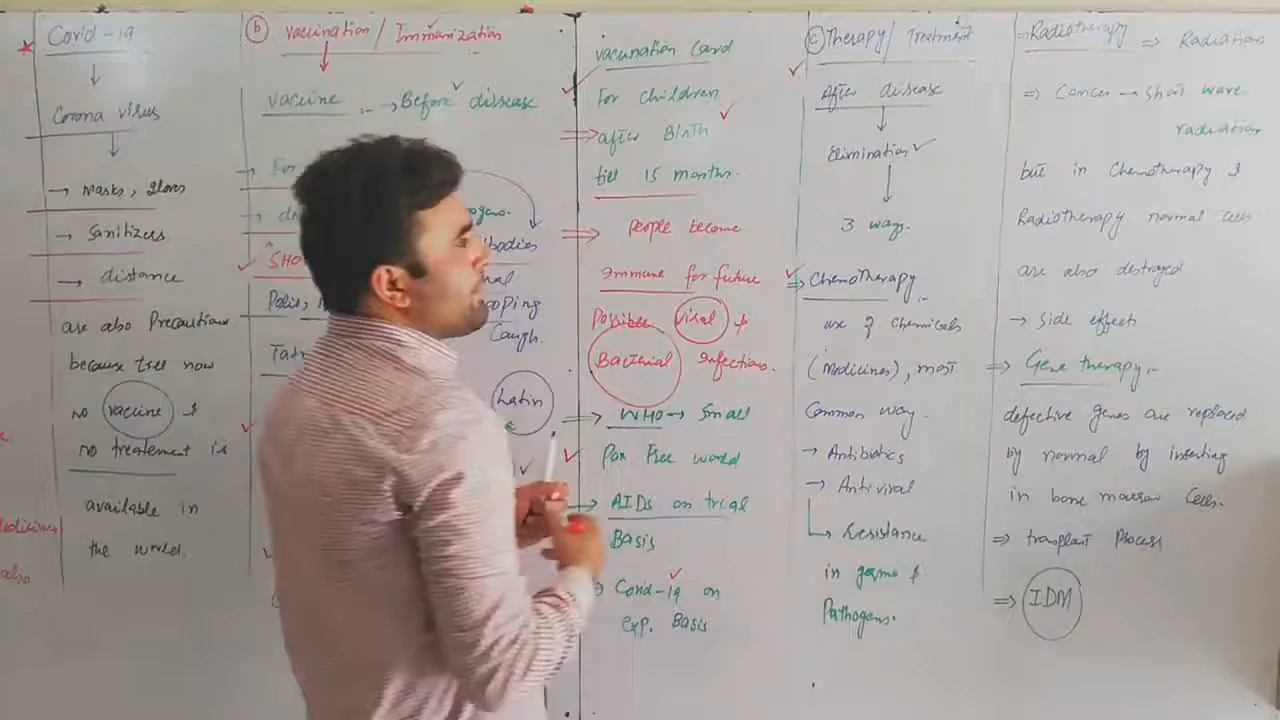 Covid-19
Corona virus
→ Masks, gloves
→ Sanitizers
→ distance
are also Precautions
because till now
no vaccine &
no treatement is
available in
the world.
also
(b) vaccination / Immunization
vaccine → Before disease
For
Polio,
Cough.
Latin
vaccination Card
For Children
⇒ after Birth
till 15 months.
⇒ People become
Immune for future
Possible viral &
Bacterial infections.
→ WHO → Small
Pox Free world
→ AIDs on trial
Basis
Covid-19 on
exp. Basis
(c) Therapy / Treatment
After disease
Elimination
3 ways.
⇒ Chemotherapy
use of Chemicals
(Medicines), most
Common way.
→ Antibiotics
→ Antiviral
→ Resistance
in germs &
Pathogens.
⇒ Radiotherapy ⇒ Radiations
⇒ Cancer → Short wave
radiation
but in Chemotherapy &
Radiotherapy normal cells
are also destroyed
→ Side effects
⇒ Gene therapy
defective genes are replaced
by normal by inserting
in bone marrow Cells.
⇒ transplant Process
⇒ IDM